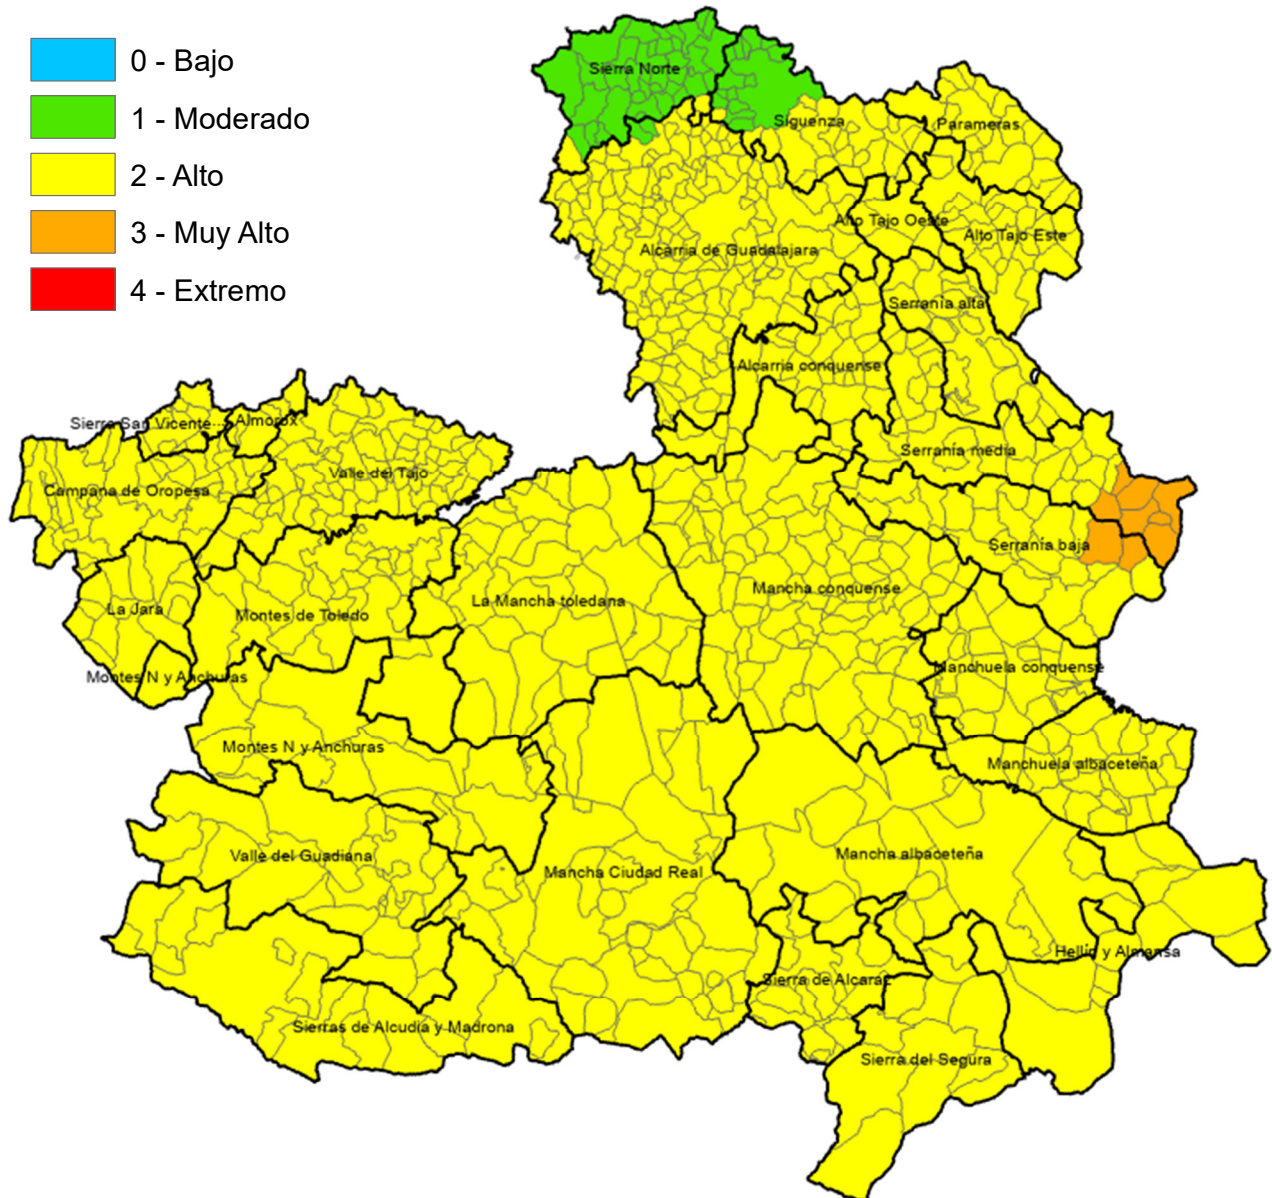 0 - Bajo
1 - Moderado
2 - Alto
3 - Muy Alto
4 - Extremo
Sierra Norte
Siguenza
Parameras
Alto Tajo Oeste
Alto Tajo Este
Alcarria de Guadalajara
Serranía alta
Alcarria conquense
Sierra San Vicente
Almorox
Serranía media
Valle del Tajo
Campana de Oropesa
Serranía baja
Mancha conquense
La Mancha toledana
La Jara
Montes de Toledo
Manchuela conquense
Montes N y Anchuras
Montes N y Anchuras
Manchuela albaceteña
Mancha albaceteña
Valle del Guadiana
Mancha Ciudad Real
Hellín y Almansa
Sierra de Alcaraz
Sierras de Alcudia y Madrona
Sierra del Segura